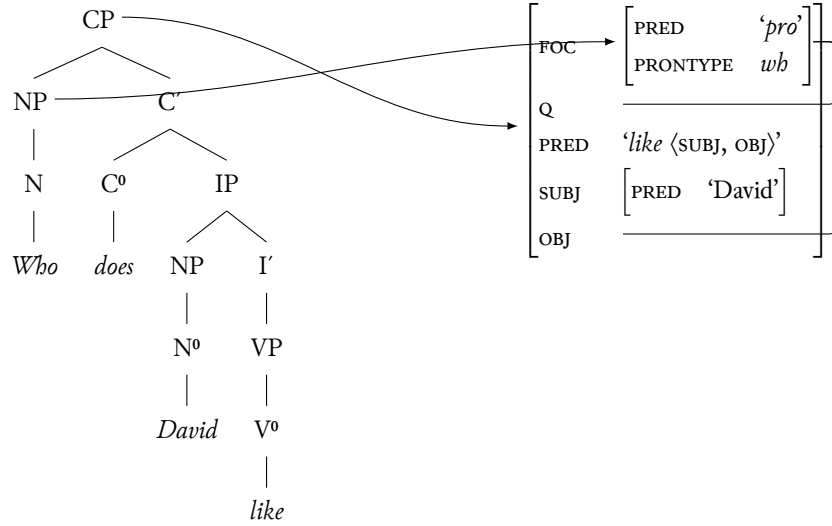 CP
NP C′
N C⁰ IP
Who does NP I′
N⁰ VP
David V⁰
like
FOC [PRED ‘pro’
PRONTYPE wh]
Q
PRED ‘like ⟨SUBJ, OBJ⟩’
SUBJ [PRED ‘David’]
OBJ